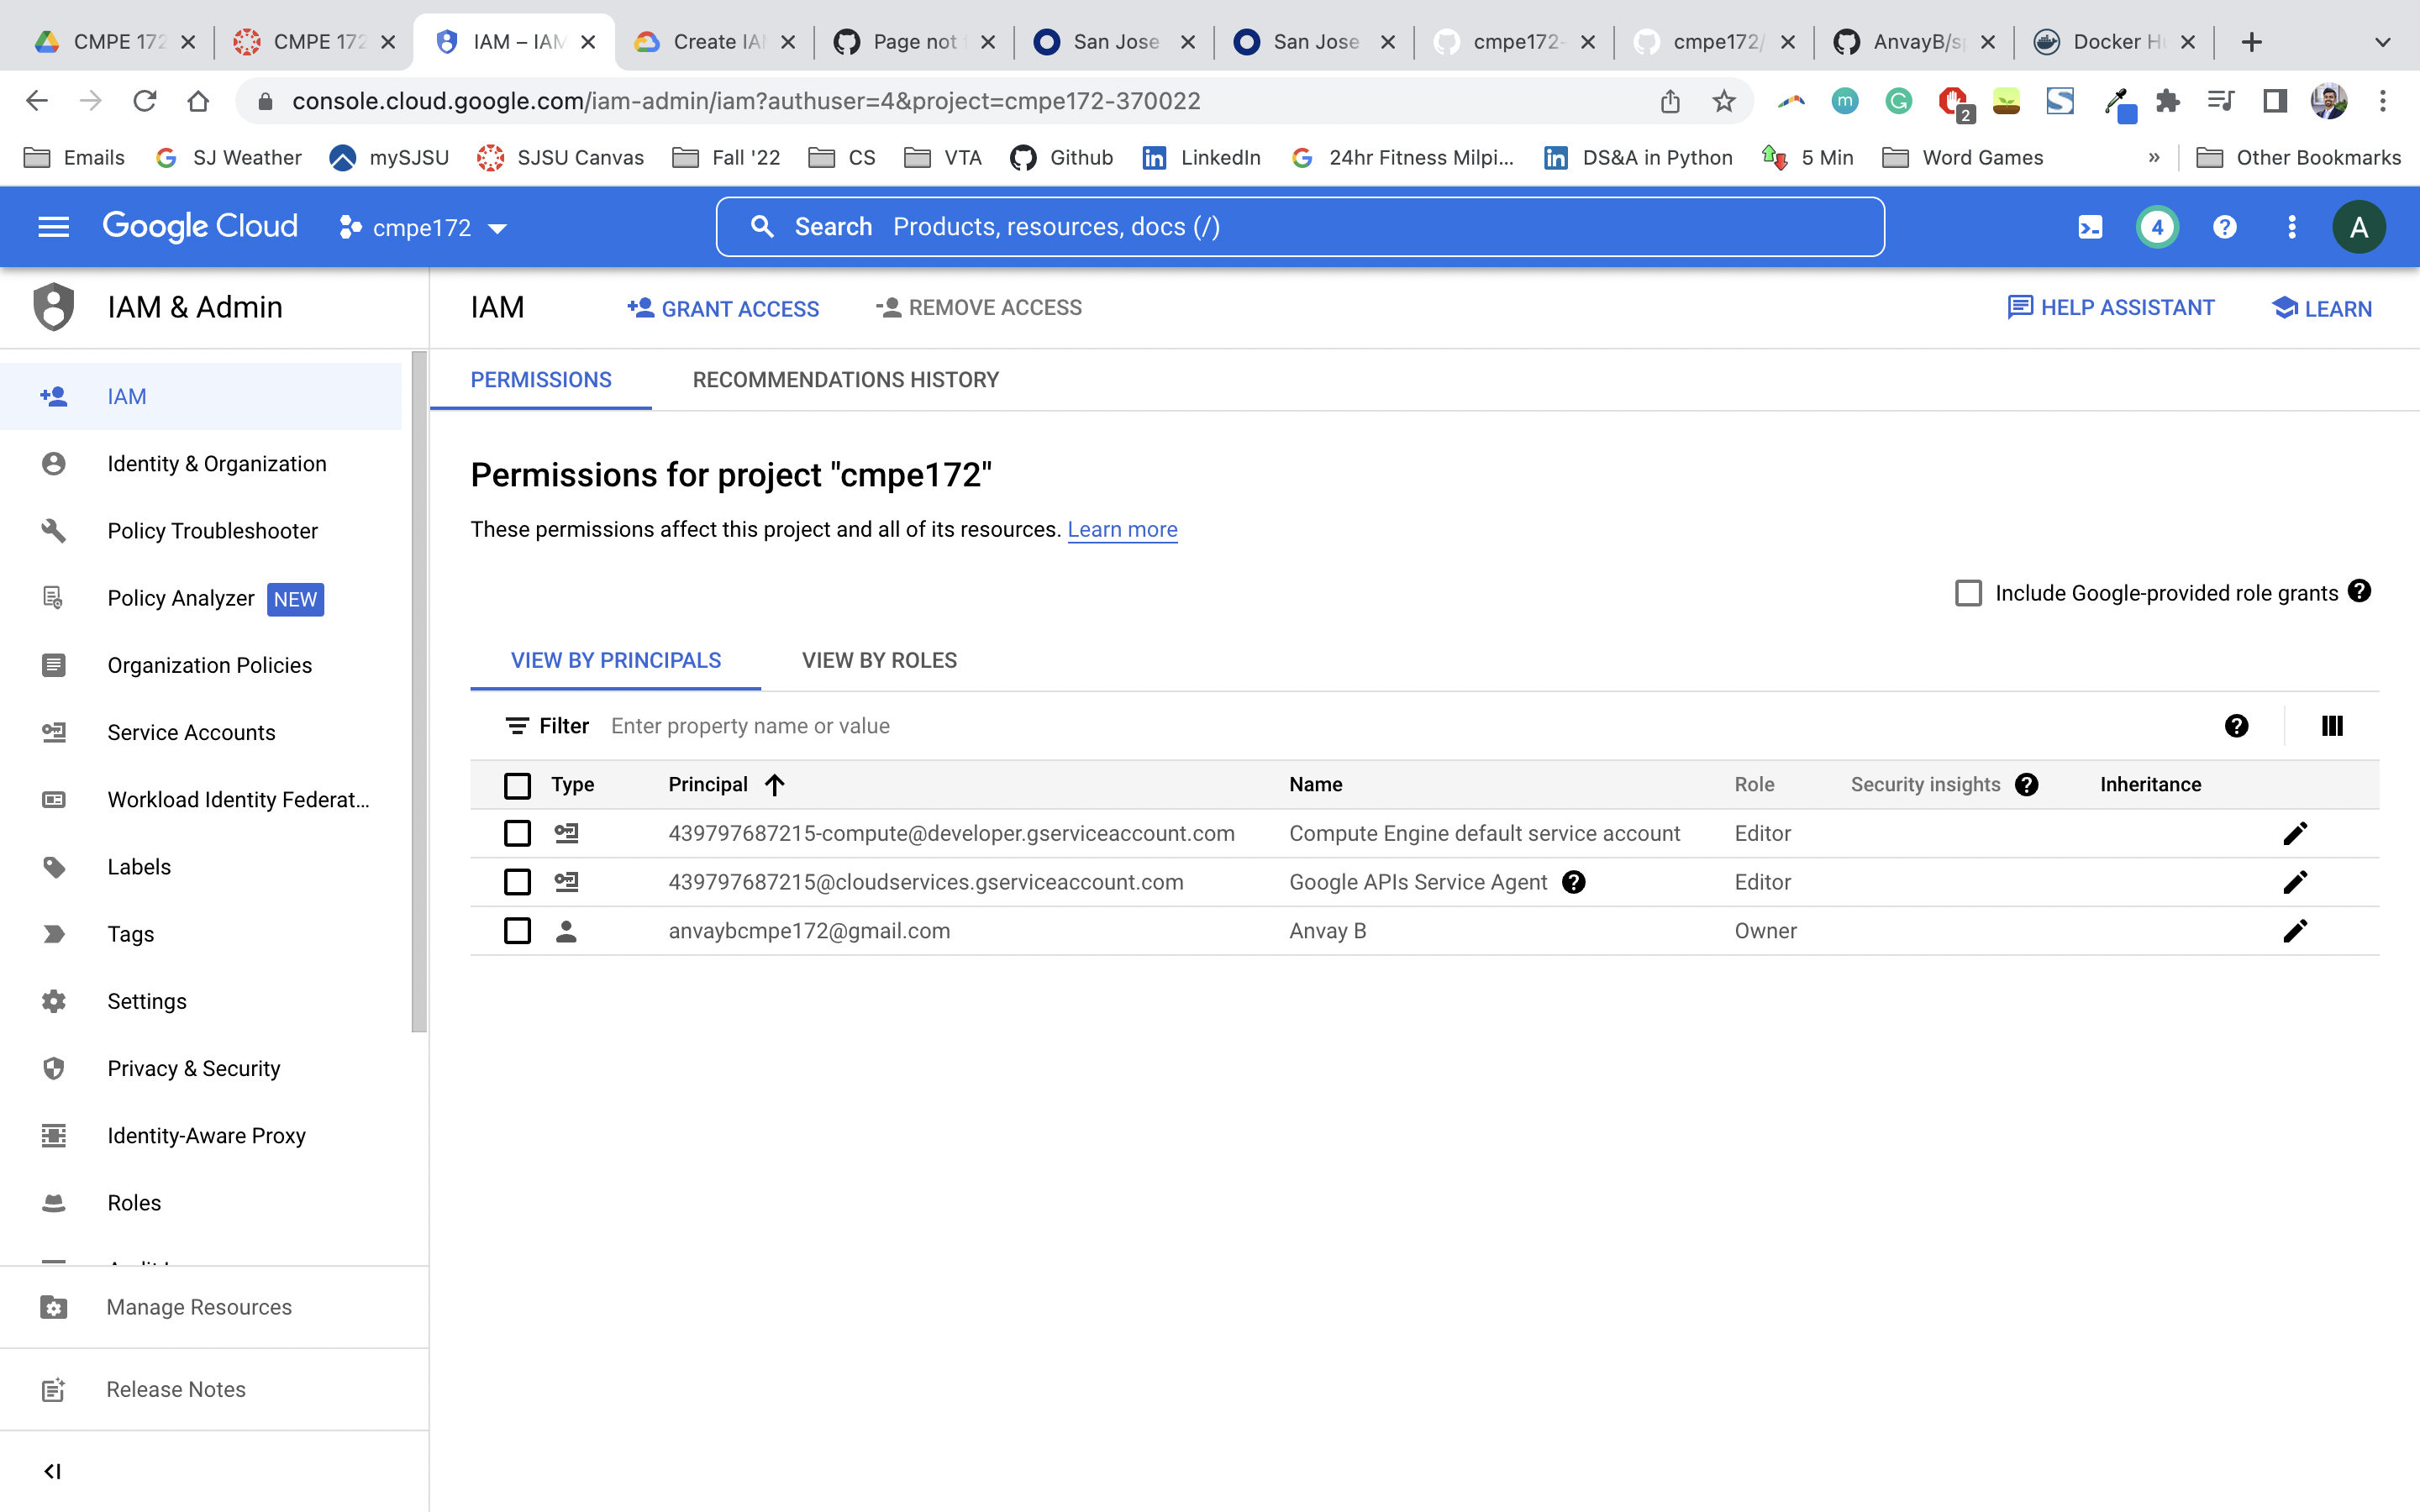 CMPE 172
CMPE 172
IAM – IAM
Create IAM
Page not f
San Jose
San Jose
cmpe172-
cmpe172/
AnvayB/sp
Docker Hu
console.cloud.google.com/iam-admin/iam?authuser=4&project=cmpe172-370022
2
Emails
SJ Weather
mySJSU
SJSU Canvas
Fall '22
CS
VTA
Github
LinkedIn
24hr Fitness Milpi...
DS&A in Python
5 Min
Word Games
»
Other Bookmarks
Google Cloud
cmpe172
Search Products, resources, docs (/)
4
A
IAM & Admin
IAM
GRANT ACCESS
REMOVE ACCESS
HELP ASSISTANT
LEARN
IAM
Identity & Organization
Policy Troubleshooter
Policy Analyzer NEW
Organization Policies
Service Accounts
Workload Identity Federat...
Labels
Tags
Settings
Privacy & Security
Identity-Aware Proxy
Roles
Manage Resources
Release Notes
PERMISSIONS
RECOMMENDATIONS HISTORY
Permissions for project "cmpe172"
These permissions affect this project and all of its resources. Learn more
Include Google-provided role grants
VIEW BY PRINCIPALS
VIEW BY ROLES
Filter Enter property name or value
Type Principal Name Role Security insights Inheritance
439797687215-compute@developer.gserviceaccount.com Compute Engine default service account Editor
439797687215@cloudservices.gserviceaccount.com Google APIs Service Agent Editor
anvaybcmpe172@gmail.com Anvay B Owner